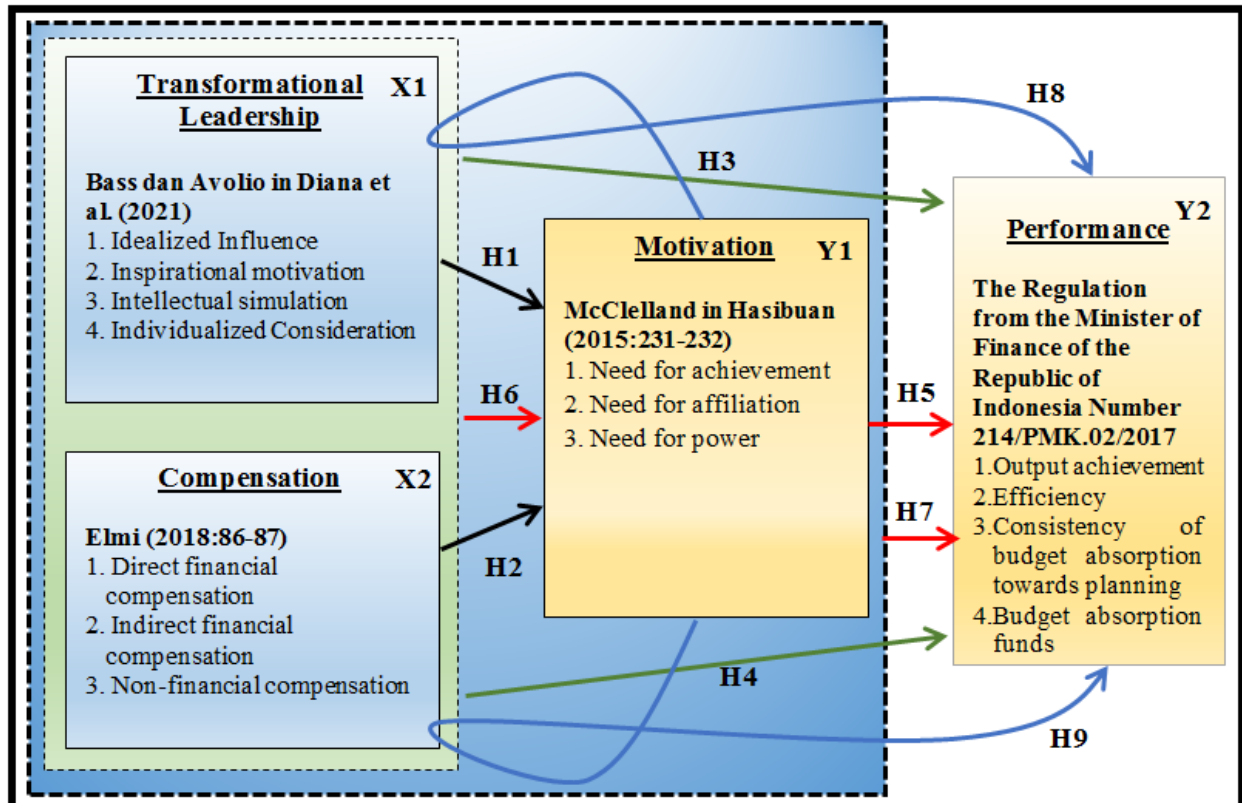 Transformational
Leadership
X1
Bass dan Avolio in Diana et
al. (2021)
1. Idealized Influence
2. Inspirational motivation
3. Intellectual simulation
4. Individualized Consideration
Compensation
X2
Elmi (2018:86-87)
1. Direct financial
compensation
2. Indirect financial
compensation
3. Non-financial compensation
H1
H6
H2
Motivation
Y1
McClelland in Hasibuan
(2015:231-232)
1. Need for achievement
2. Need for affiliation
3. Need for power
H8
H3
H5
H7
H4
H9
Y2
Performance
The Regulation
from the Minister of
Finance of the
Republic of
Indonesia Number
214/PMK.02/2017
1.Output achievement
2.Efficiency
3.Consistency of
budget absorption
towards planning
4.Budget absorption
funds